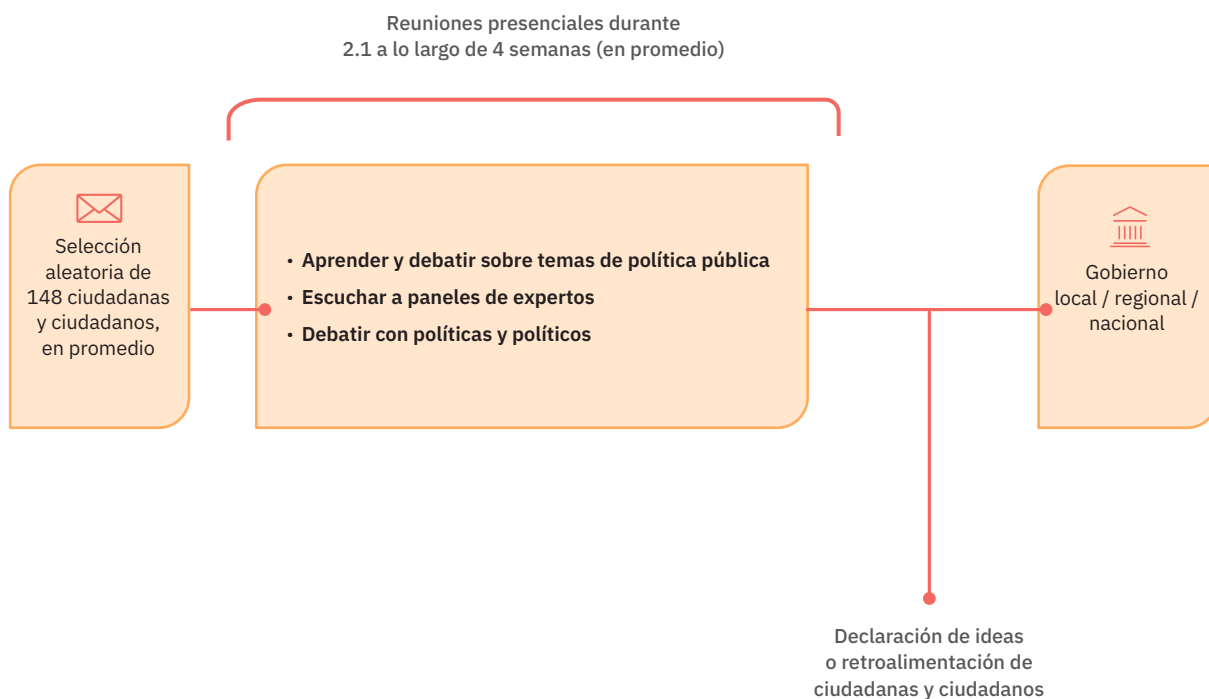 Reuniones presenciales durante
2.1 a lo largo de 4 semanas (en promedio)
Selección
aleatoria de
148 ciudadanas
y ciudadanos,
en promedio
• Aprender y debatir sobre temas de política pública
• Escuchar a paneles de expertos
• Debatir con políticas y políticos
Gobierno
local / regional /
nacional
Declaración de ideas
o retroalimentación de
ciudadanas y ciudadanos